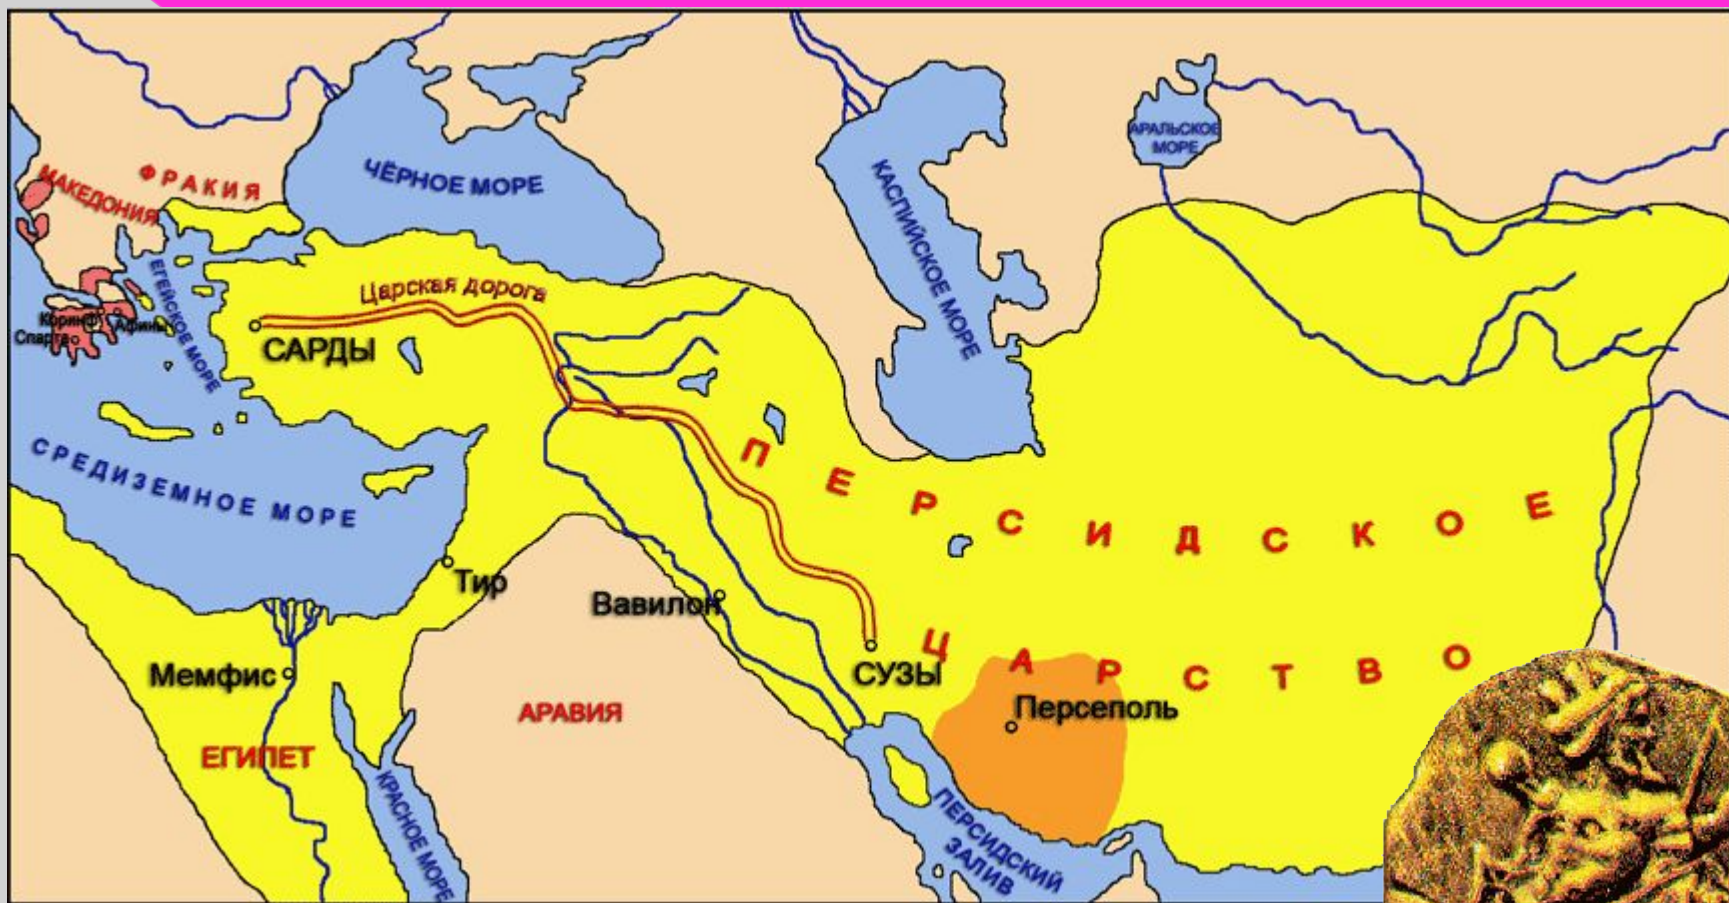 АРАЛЬСКОЕ
МОРЕ
ЧЁРНОЕ МОРЕ
ФРАКИЯ
МАКЕДОНИЯ
КАСПИЙСКОЕ МОРЕ
ЕГЕЙСКОЕ МОРЕ
Царская дорога
Коринф
Афины
Спарта
САРДЫ
СРЕДИЗЕМНОЕ МОРЕ
ПЕРСИДСКОЕ
ЦАРСТВО
Тир
Вавилон
Мемфис
СУЗЫ
Персеполь
АРАВИЯ
ЕГИПЕТ
КРАСНОЕ МОРЕ
ПЕРСИДСКИЙ
ЗАЛИВ